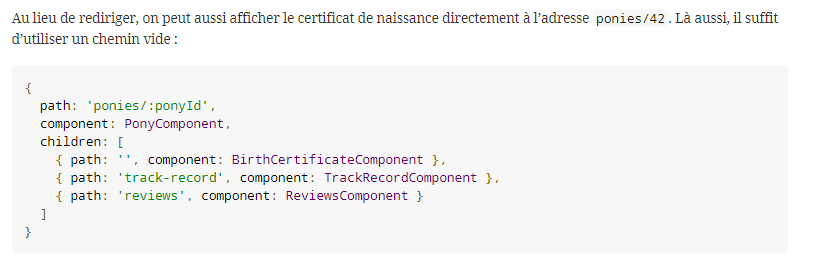 Au lieu de rediriger, on peut aussi afficher le certificat de naissance directement à l’adresse ponies/42. Là aussi, il suffit
d’utiliser un chemin vide :
{
  path: 'ponies/:ponyId',
  component: PonyComponent,
  children: [
    { path: '', component: BirthCertificateComponent },
    { path: 'track-record', component: TrackRecordComponent },
    { path: 'reviews', component: ReviewsComponent }
  ]
}